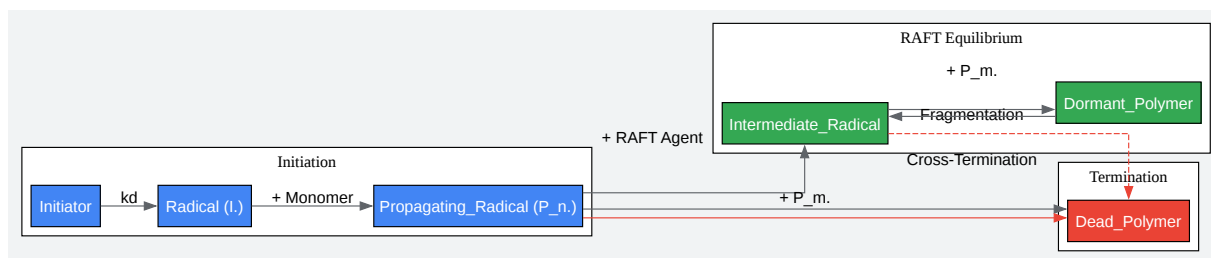 RAFT Equilibrium
+ P_m.
Dormant_Polymer
Fragmentation
Intermediate_Radical
+ RAFT Agent
Cross-Termination
Initiation
Initiator
kd
Radical (I.)
+ Monomer
Propagating_Radical (P_n.)
+ P_m.
Termination
Dead_Polymer